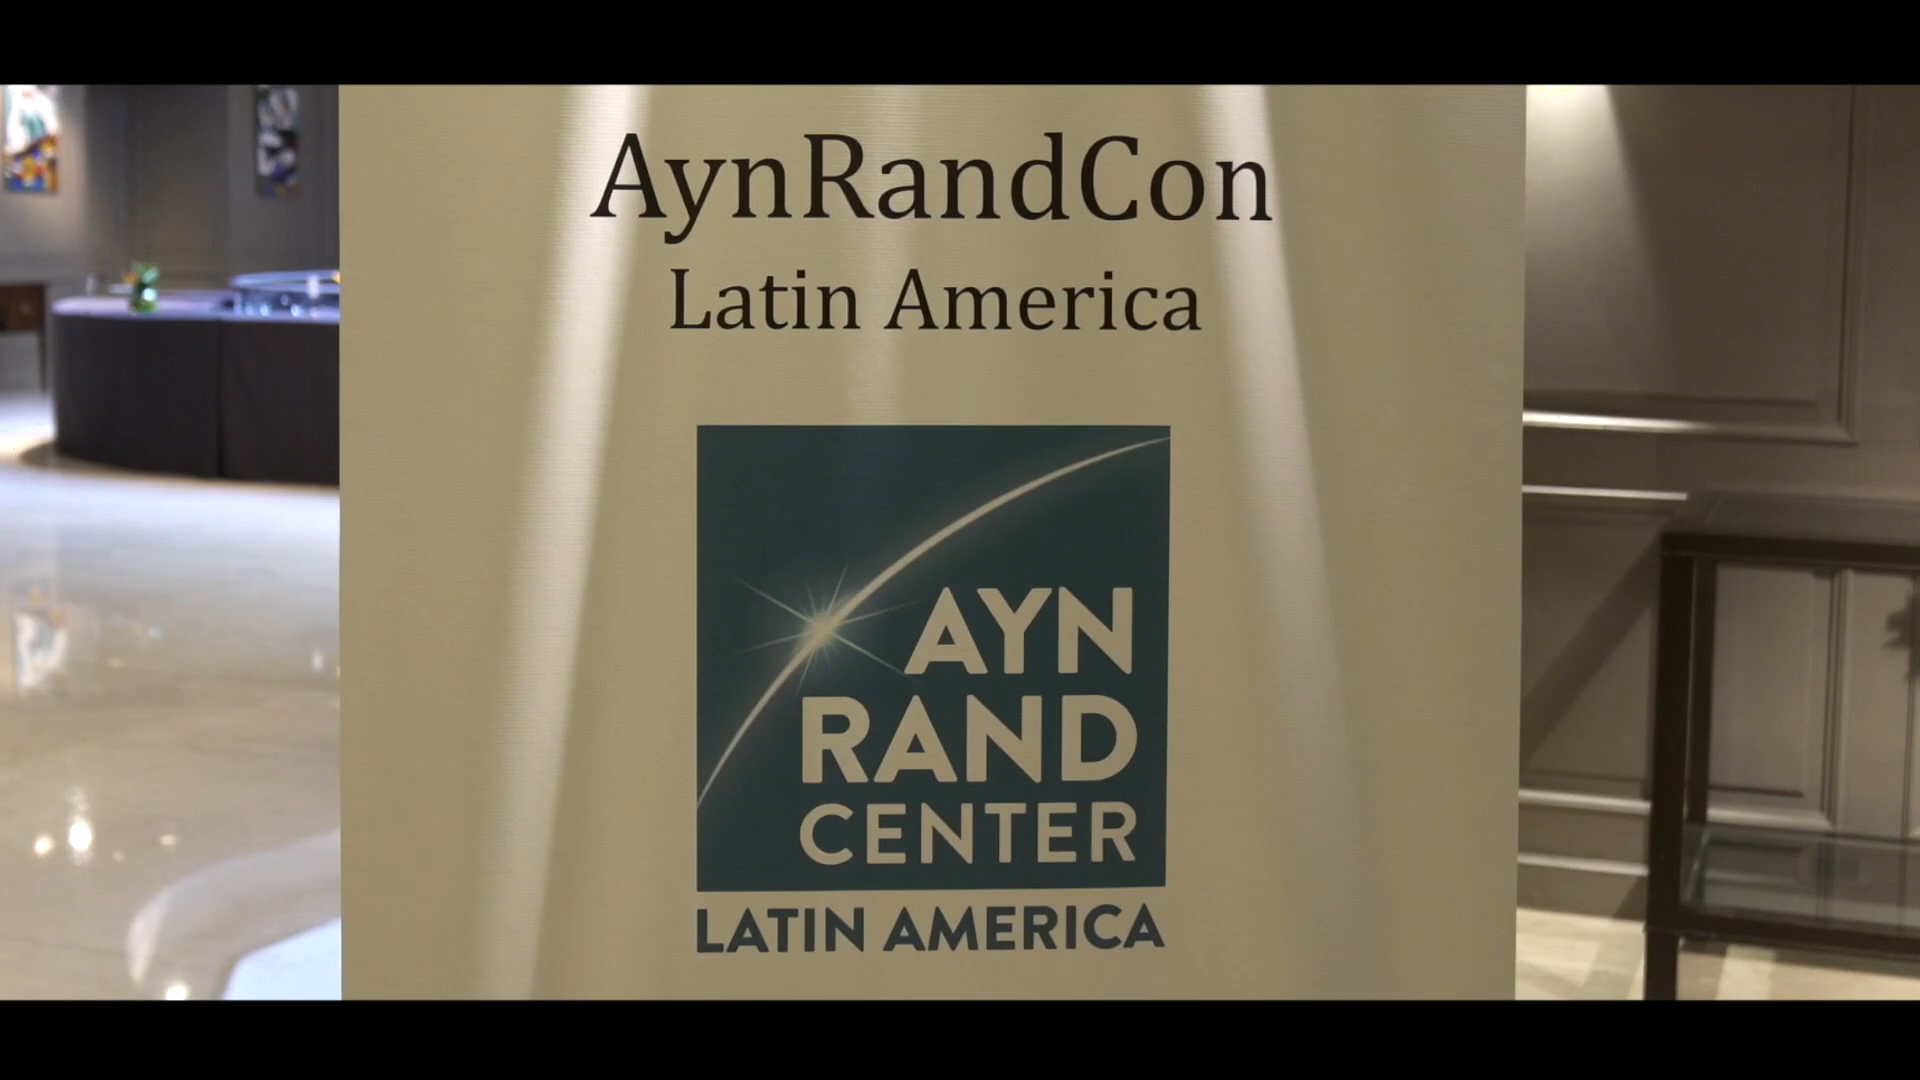 AynRandCon
Latin America
AYN
RAND
CENTER
LATIN AMERICA